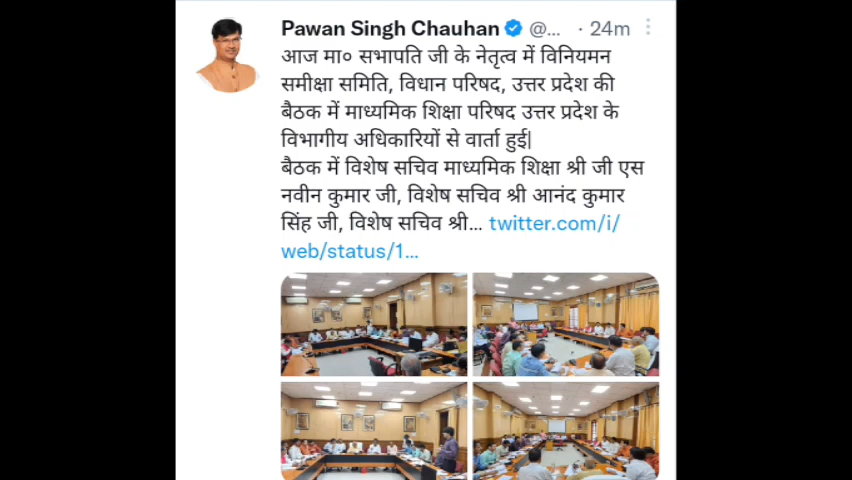 Pawan Singh Chauhan @... · 24m
आज मा० सभापति जी के नेतृत्व में विनियमन
समीक्षा समिति, विधान परिषद, उत्तर प्रदेश की
बैठक में माध्यमिक शिक्षा परिषद उत्तर प्रदेश के
विभागीय अधिकारियों से वार्ता हुई|
बैठक में विशेष सचिव माध्यमिक शिक्षा श्री जी एस
नवीन कुमार जी, विशेष सचिव श्री आनंद कुमार
सिंह जी, विशेष सचिव श्री... twitter.com/i/
web/status/1...